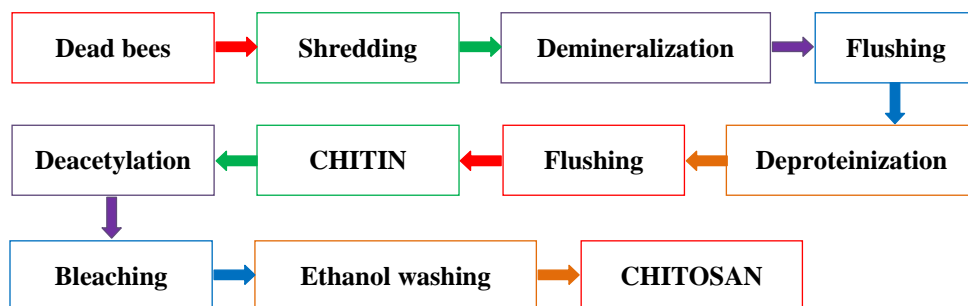 Dead bees
Shredding
Demineralization
Flushing
Deproteinization
Flushing
CHITIN
Deacetylation
Bleaching
Ethanol washing
CHITOSAN